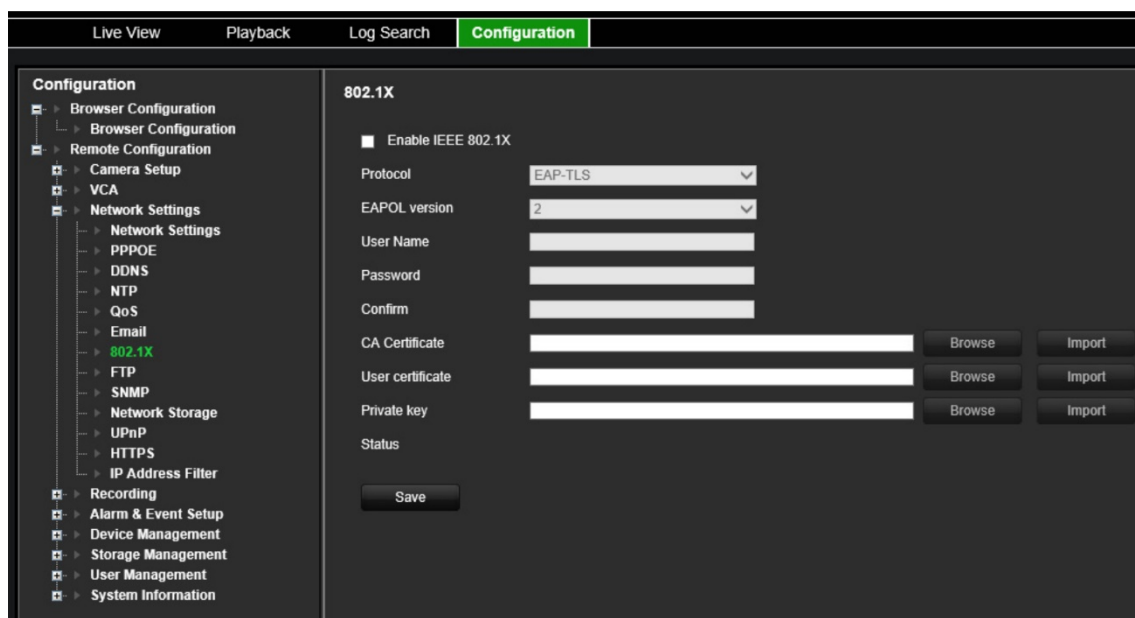 Live View Playback Log Search Configuration
Configuration
Browser Configuration
Browser Configuration
Remote Configuration
Camera Setup
VCA
Network Settings
Network Settings
PPPOE
DDNS
NTP
QoS
Email
802.1X
FTP
SNMP
Network Storage
UPnP
HTTPS
IP Address Filter
Recording
Alarm & Event Setup
Device Management
Storage Management
User Management
System Information
802.1X
Enable IEEE 802.1X
Protocol EAP-TLS
EAPOL version 2
User Name
Password
Confirm
CA Certificate Browse Import
User certificate Browse Import
Private key Browse Import
Status
Save